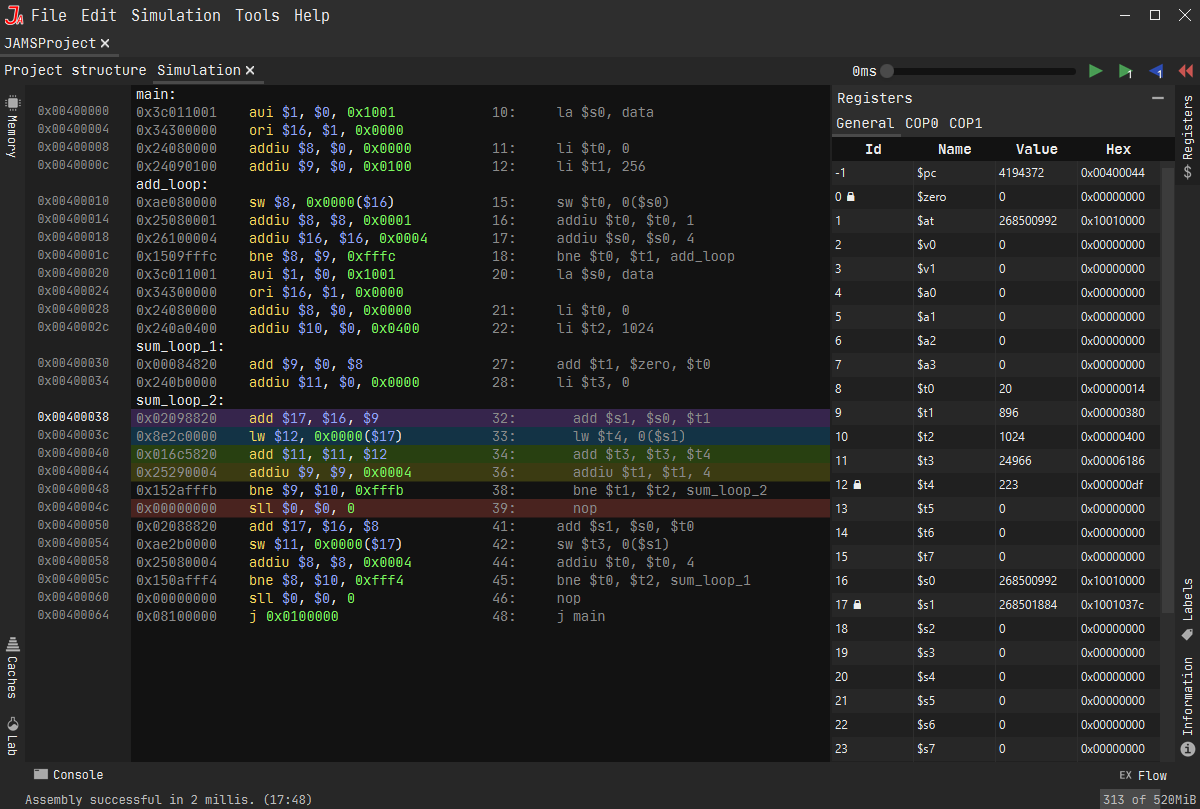 JA File Edit Simulation Tools Help
JAMSProject
Project structure Simulation 0ms 1 1
Memory
Caches
Lab
main:
0x00400000 0x3c011001 aui $1, $0, 0x1001 10: la $s0, data
0x00400004 0x34300000 ori $16, $1, 0x0000
0x00400008 0x24080000 addiu $8, $0, 0x0000 11: li $t0, 0
0x0040000c 0x24090100 addiu $9, $0, 0x0100 12: li $t1, 256
add_loop:
0x00400010 0xae080000 sw $8, 0x0000($16) 15: sw $t0, 0($s0)
0x00400014 0x25080001 addiu $8, $8, 0x0001 16: addiu $t0, $t0, 1
0x00400018 0x26100004 addiu $16, $16, 0x0004 17: addiu $s0, $s0, 4
0x0040001c 0x1509fffc bne $8, $9, 0xfffc 18: bne $t0, $t1, add_loop
0x00400020 0x3c011001 aui $1, $0, 0x1001 20: la $s0, data
0x00400024 0x34300000 ori $16, $1, 0x0000
0x00400028 0x24080000 addiu $8, $0, 0x0000 21: li $t0, 0
0x0040002c 0x240a0400 addiu $10, $0, 0x0400 22: li $t2, 1024
sum_loop_1:
0x00400030 0x00084820 add $9, $0, $8 27: add $t1, $zero, $t0
0x00400034 0x240b0000 addiu $11, $0, 0x0000 28: li $t3, 0
sum_loop_2:
0x00400038 0x02098820 add $17, $16, $9 32: add $s1, $s0, $t1
0x0040003c 0x8e2c0000 lw $12, 0x0000($17) 33: lw $t4, 0($s1)
0x00400040 0x016c5820 add $11, $11, $12 34: add $t3, $t3, $t4
0x00400044 0x25290004 addiu $9, $9, 0x0004 36: addiu $t1, $t1, 4
0x00400048 0x152afffb bne $9, $10, 0xfffb 38: bne $t1, $t2, sum_loop_2
0x0040004c 0x00000000 sll $0, $0, 0 39: nop
0x00400050 0x02088820 add $17, $16, $8 41: add $s1, $s0, $t0
0x00400054 0xae2b0000 sw $11, 0x0000($17) 42: sw $t3, 0($s1)
0x00400058 0x25080004 addiu $8, $8, 0x0004 44: addiu $t0, $t0, 4
0x0040005c 0x150afff4 bne $8, $10, 0xfff4 45: bne $t0, $t2, sum_loop_1
0x00400060 0x00000000 sll $0, $0, 0 46: nop
0x00400064 0x08100000 j 0x0100000 48: j main
Registers
General COP0 COP1
Id Name Value Hex
-1 $pc 4194372 0x00400044
0 $zero 0 0x00000000
1 $at 268500992 0x10010000
2 $v0 0 0x00000000
3 $v1 0 0x00000000
4 $a0 0 0x00000000
5 $a1 0 0x00000000
6 $a2 0 0x00000000
7 $a3 0 0x00000000
8 $t0 20 0x00000014
9 $t1 896 0x00000380
10 $t2 1024 0x00000400
11 $t3 24966 0x00006186
12 $t4 223 0x000000df
13 $t5 0 0x00000000
14 $t6 0 0x00000000
15 $t7 0 0x00000000
16 $s0 268500992 0x10010000
17 $s1 268501884 0x1001037c
18 $s2 0 0x00000000
19 $s3 0 0x00000000
20 $s4 0 0x00000000
21 $s5 0 0x00000000
22 $s6 0 0x00000000
23 $s7 0 0x00000000
$ Registers
Labels
Information
Console
EX Flow
Assembly successful in 2 millis. (17:48)
313 of 520MiB